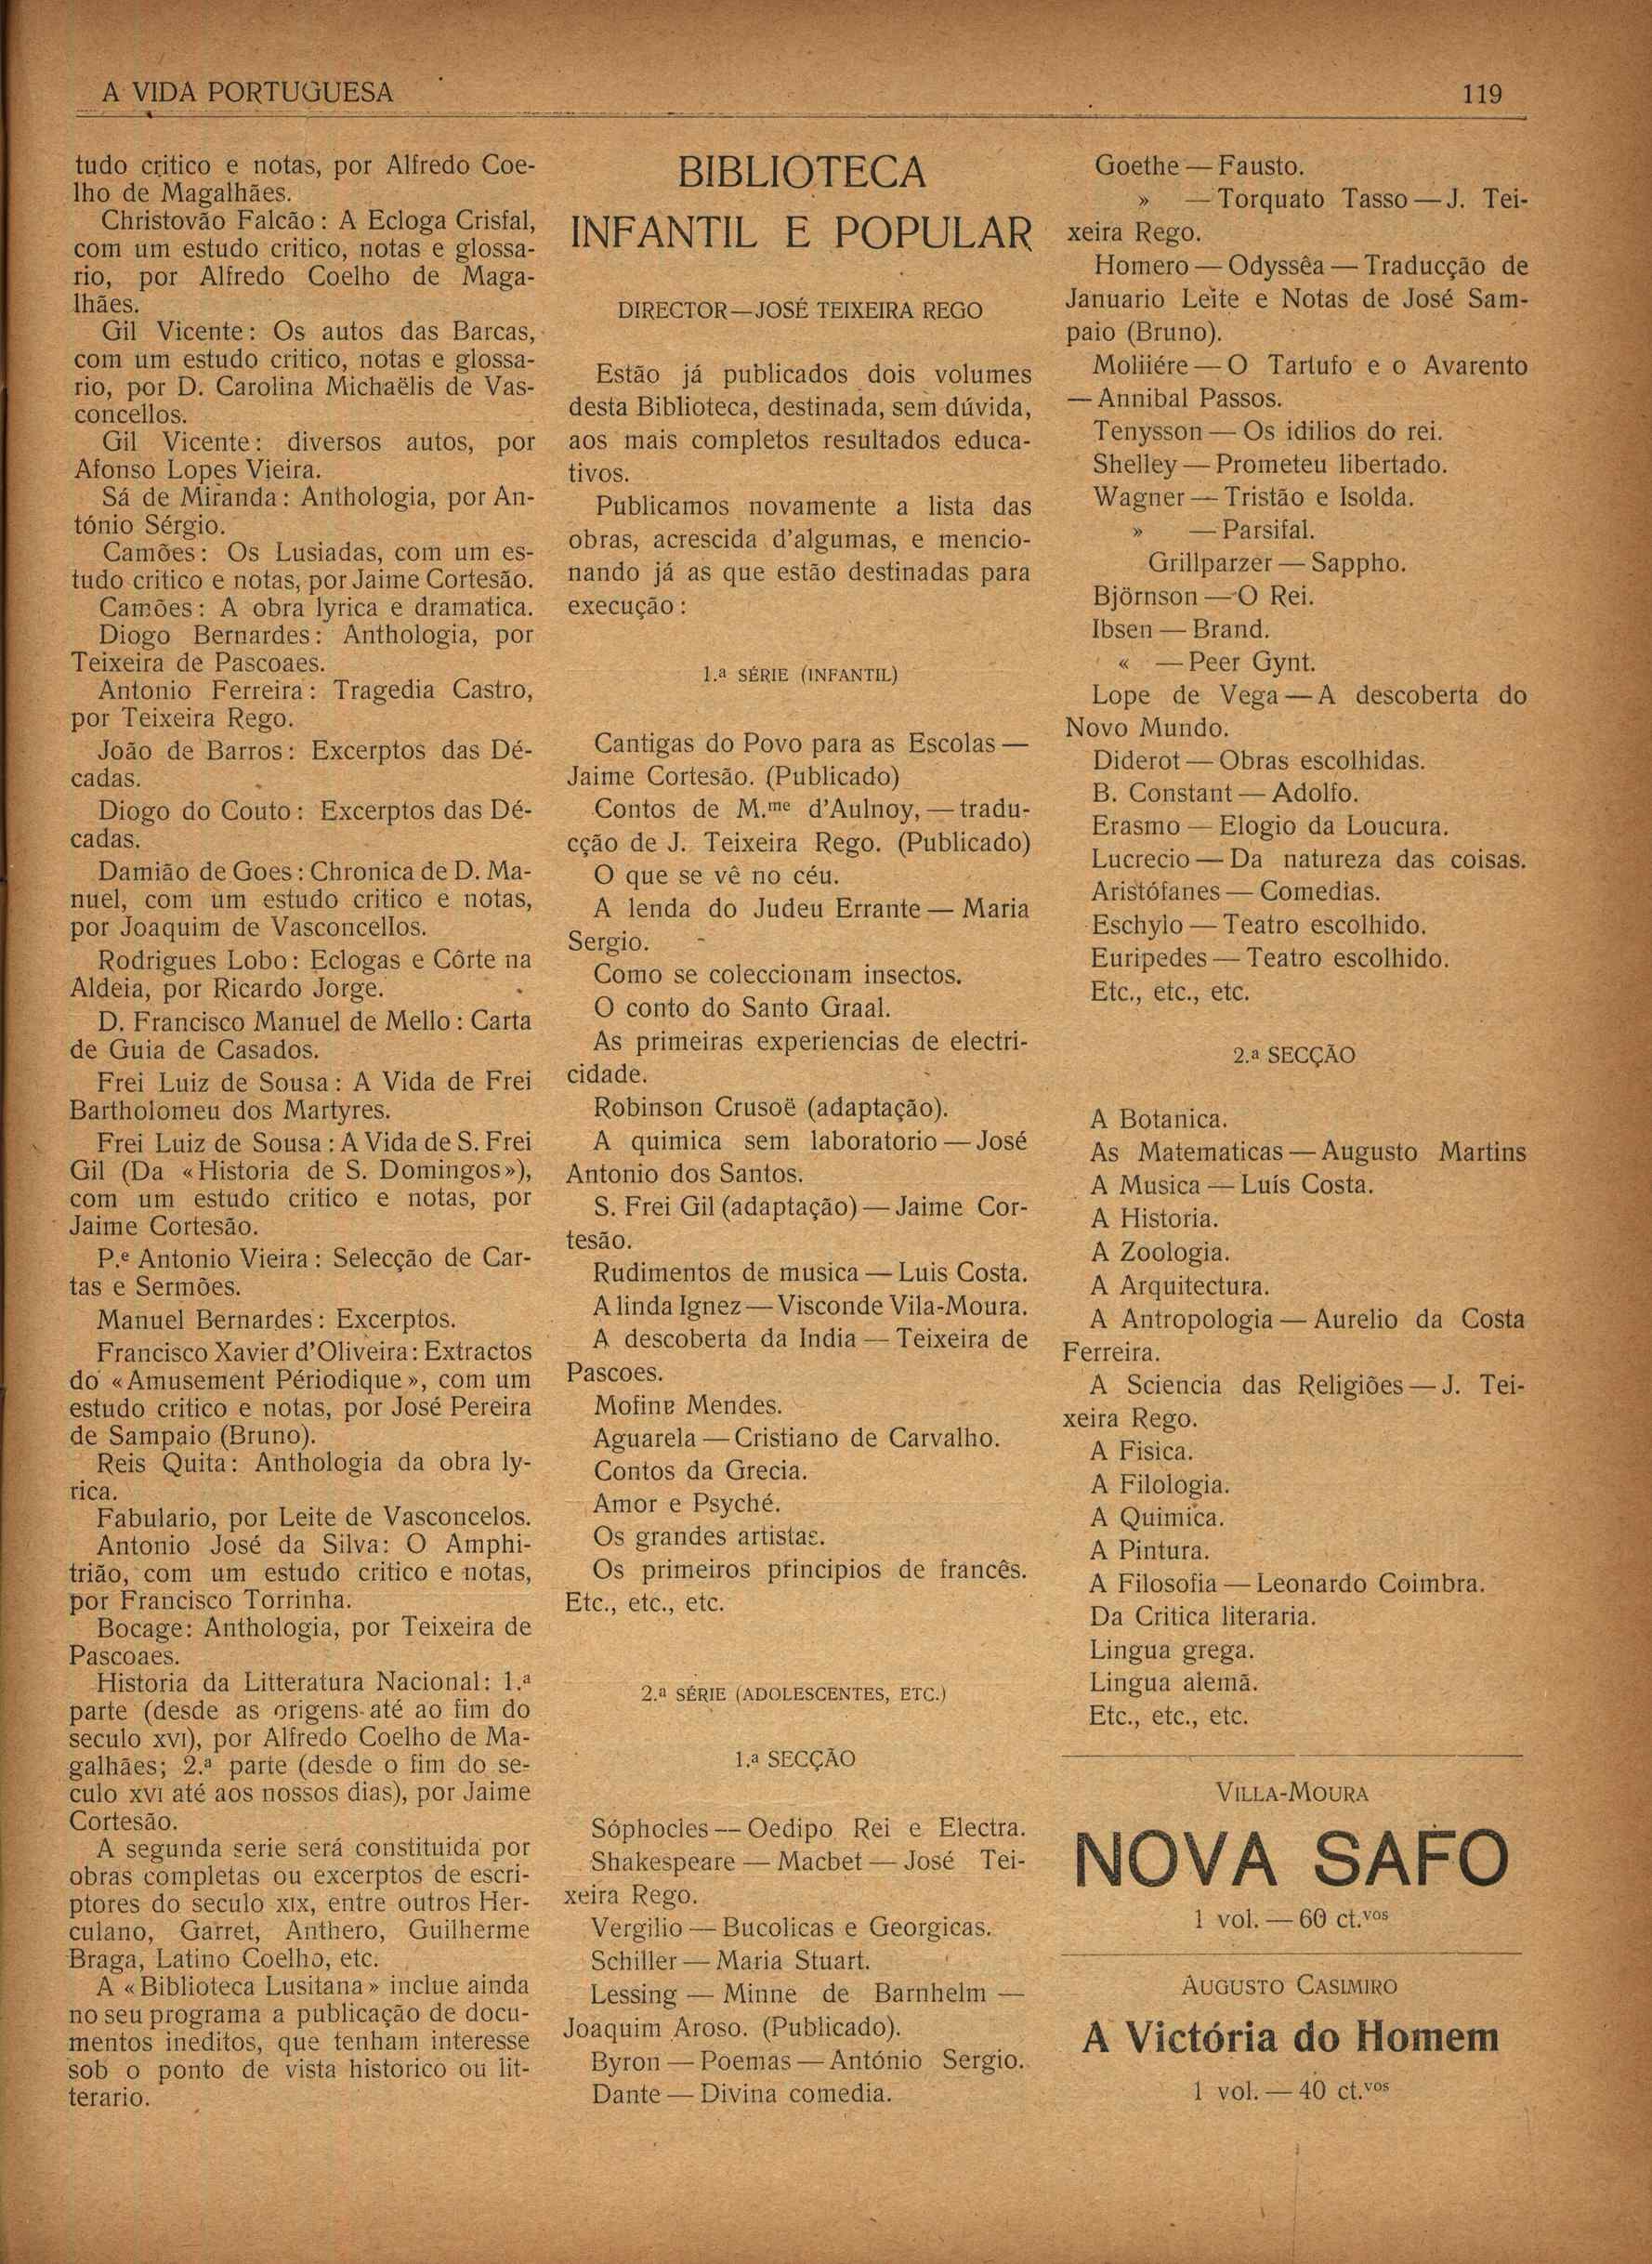 A VIDA PORTUGUESA
119
tudo critico e notas, por Alfredo Coe-
lho de Magalhães.
Christovão Falcão : A Ecloga Crisfal,
com um estudo critico, notas e glossa-
rio, por Alfredo Coelho de Maga-
lhães.
Gil Vicente : Os autos das Barcas,
com um estudo critico, notas e glossa-
rio, por D. Carolina Michaëlis de Vas-
concellos.
Gil Vicente : diversos autos, por
Afonso Lopes Vieira.
Sá de Miranda : Anthologia, por An-
tónio Sérgio.
Camões : Os Lusiadas, com um es-
tudo critico e notas, por Jaime Cortesão.
Camões : A obra lyrica e dramatica.
Diogo Bernardes : Anthologia, por
Teixeira de Pascoaes.
Antonio Ferreira : Tragedia Castro,
por Teixeira Rego.
João de Barros : Excerptos das Dé-
cadas.
Diogo do Couto : Excerptos das Dé-
cadas.
Damião de Goes : Chronica de D. Ma-
nuel, com um estudo critico e notas,
por Joaquim de Vasconcellos.
Rodrigues Lobo : Eclogas e Côrte na
Aldeia, por Ricardo Jorge.
D. Francisco Manuel de Mello : Carta
de Guia de Casados.
Frei Luiz de Sousa : A Vida de Frei
Bartholomeu dos Martyres.
Frei Luiz de Sousa : A Vida de S. Frei
Gil (Da «Historia de S. Domingos»),
com um estudo critico e notas, por
Jaime Cortesão.
P.e Antonio Vieira : Selecção de Car-
tas e Sermões.
Manuel Bernardes : Excerptos.
Francisco Xavier d'Oliveira : Extractos
do «Amusement Périodique», com um
estudo critico e notas, por José Pereira
de Sampaio (Bruno).
Reis Quita : Anthologia da obra ly-
rica.
Fabulario, por Leite de Vasconcelos.
Antonio José da Silva: O Amphi-
trião, com um estudo critico e notas,
por Francisco Torrinha.
Bocage: Anthologia, por Teixeira de
Pascoaes.
Historia da Litteratura Nacional: 1.ª
parte (desde as origens até ao fim do
seculo XVI), por Alfredo Coelho de Ma-
galhães; 2.ª parte (desde o fim do se-
culo XVI até aos nossos dias), por Jaime
Cortesão.
A segunda serie será constituida por
obras completas ou excerptos de escri-
ptores do seculo XIX, entre outros Her-
culano, Garret, Anthero, Guilherme
Braga, Latino Coelho, etc.
A «Biblioteca Lusitana» inclue ainda
no seu programa a publicação de docu-
mentos ineditos, que tenham interesse
sob o ponto de vista historico ou lit-
terario.
BIBLIOTECA
INFANTIL E POPULAR
DIRECTOR — JOSÉ TEIXEIRA REGO
Estão já publicados dois volumes
desta Biblioteca, destinada, sem dúvida,
aos mais completos resultados educa-
tivos.
Publicamos novamente a lista das
obras, acrescida d'algumas, e mencio-
nando já as que estão destinadas para
execução :
1.ª SÉRIE (INFANTIL)
Cantigas do Povo para as Escolas —
Jaime Cortesão. (Publicado)
Contos de M.me d'Aulnoy, — tradu-
cção de J. Teixeira Rego. (Publicado)
O que se vê no céu.
A lenda do Judeu Errante — Maria
Sergio.
Como se coleccionam insectos.
O conto do Santo Graal.
As primeiras experiencias de electri-
cidade.
Robinson Crusoë (adaptação).
A quimica sem laboratorio — José
Antonio dos Santos.
S. Frei Gil (adaptação) — Jaime Cor-
tesão.
Rudimentos de musica — Luis Costa.
A linda Ignez — Visconde Vila-Moura.
A descoberta da India — Teixeira de
Pascoes.
Mofina Mendes.
Aguarela — Cristiano de Carvalho.
Contos da Grecia.
Amor e Psyché.
Os grandes artistas.
Os primeiros principios de francês.
Etc., etc., etc.
2.ª SÉRIE (ADOLESCENTES, ETC.)
1.ª SECÇÃO
Sóphocles — Oedipo Rei e Electra.
Shakespeare — Macbet — José Tei-
xeira Rego.
Vergilio — Bucolicas e Georgicas.
Schiller — Maria Stuart.
Lessing — Minne de Barnhelm —
Joaquim Aroso. (Publicado).
Byron — Poemas — António Sergio.
Dante — Divina comedia.
Goethe — Fausto.
» — Torquato Tasso — J. Tei-
xeira Rego.
Homero — Odyssêa — Traducção de
Januario Leite e Notas de José Sam-
paio (Bruno).
Moliiére — O Tartufo e o Avarento
— Annibal Passos.
Tenysson — Os idilios do rei.
Shelley — Prometeu libertado.
Wagner — Tristão e Isolda.
» — Parsifal.
Grillparzer — Sappho.
Björnson — O Rei.
Ibsen — Brand.
« — Peer Gynt.
Lope de Vega — A descoberta do
Novo Mundo.
Diderot — Obras escolhidas.
B. Constant — Adolfo.
Erasmo — Elogio da Loucura.
Lucrecio — Da natureza das coisas.
Aristófanes — Comedias.
Eschylo — Teatro escolhido.
Euripedes — Teatro escolhido.
Etc., etc., etc.
2.ª SECÇÃO
A Botanica.
As Matematicas — Augusto Martins
A Musica — Luís Costa.
A Historia.
A Zoologia.
A Arquitectura.
A Antropologia — Aurelio da Costa
Ferreira.
A Sciencia das Religiões — J. Tei-
xeira Rego.
A Fisica.
A Filologia.
A Quimica.
A Pintura.
A Filosofia — Leonardo Coimbra.
Da Critica literaria.
Lingua grega.
Lingua alemã.
Etc., etc., etc.
VILLA-MOURA
NOVA SAFO
1 vol. — 60 ct.vos
AUGUSTO CASIMIRO
A Victória do Homem
1 vol. — 40 ct.vos